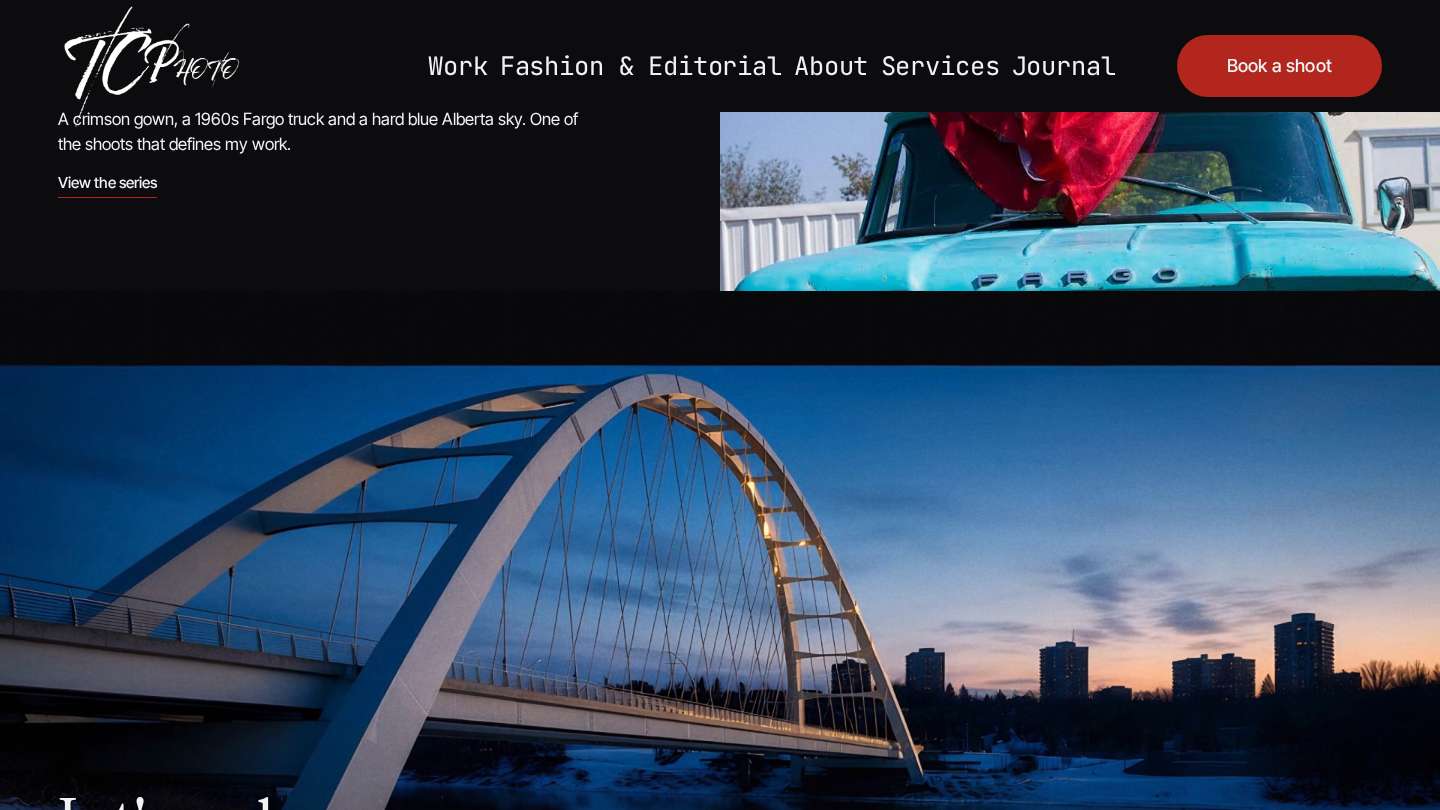 TCPHOTO
Work Fashion & Editorial About Services Journal
Book a shoot
A crimson gown, a 1960s Fargo truck and a hard blue Alberta sky. One of
the shoots that defines my work.
View the series
FARGO